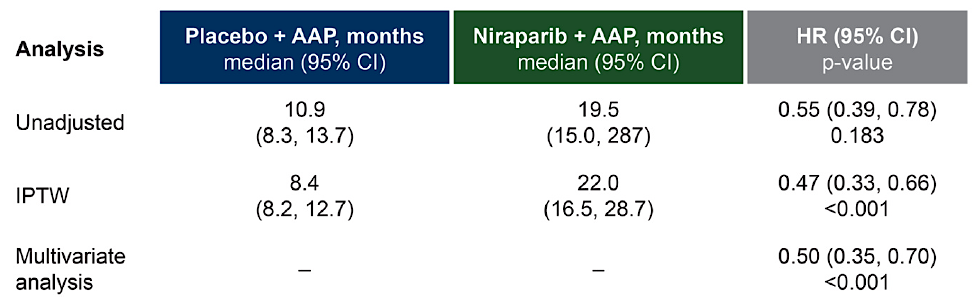 Analysis
Placebo + AAP, months
median (95% CI)
Niraparib + AAP, months
median (95% CI)
HR (95% CI)
p-value
Unadjusted
10.9
(8.3, 13.7)
19.5
(15.0, 287)
0.55 (0.39, 0.78)
0.183
IPTW
8.4
(8.2, 12.7)
22.0
(16.5, 28.7)
0.47 (0.33, 0.66)
<0.001
Multivariate
analysis
–
–
0.50 (0.35, 0.70)
<0.001